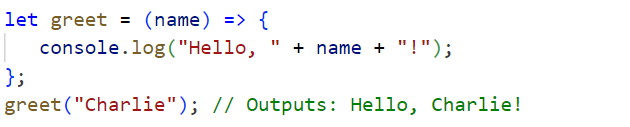 let greet = (name) => {
   console.log("Hello, " + name + "!");
};
greet("Charlie"); // Outputs: Hello, Charlie!